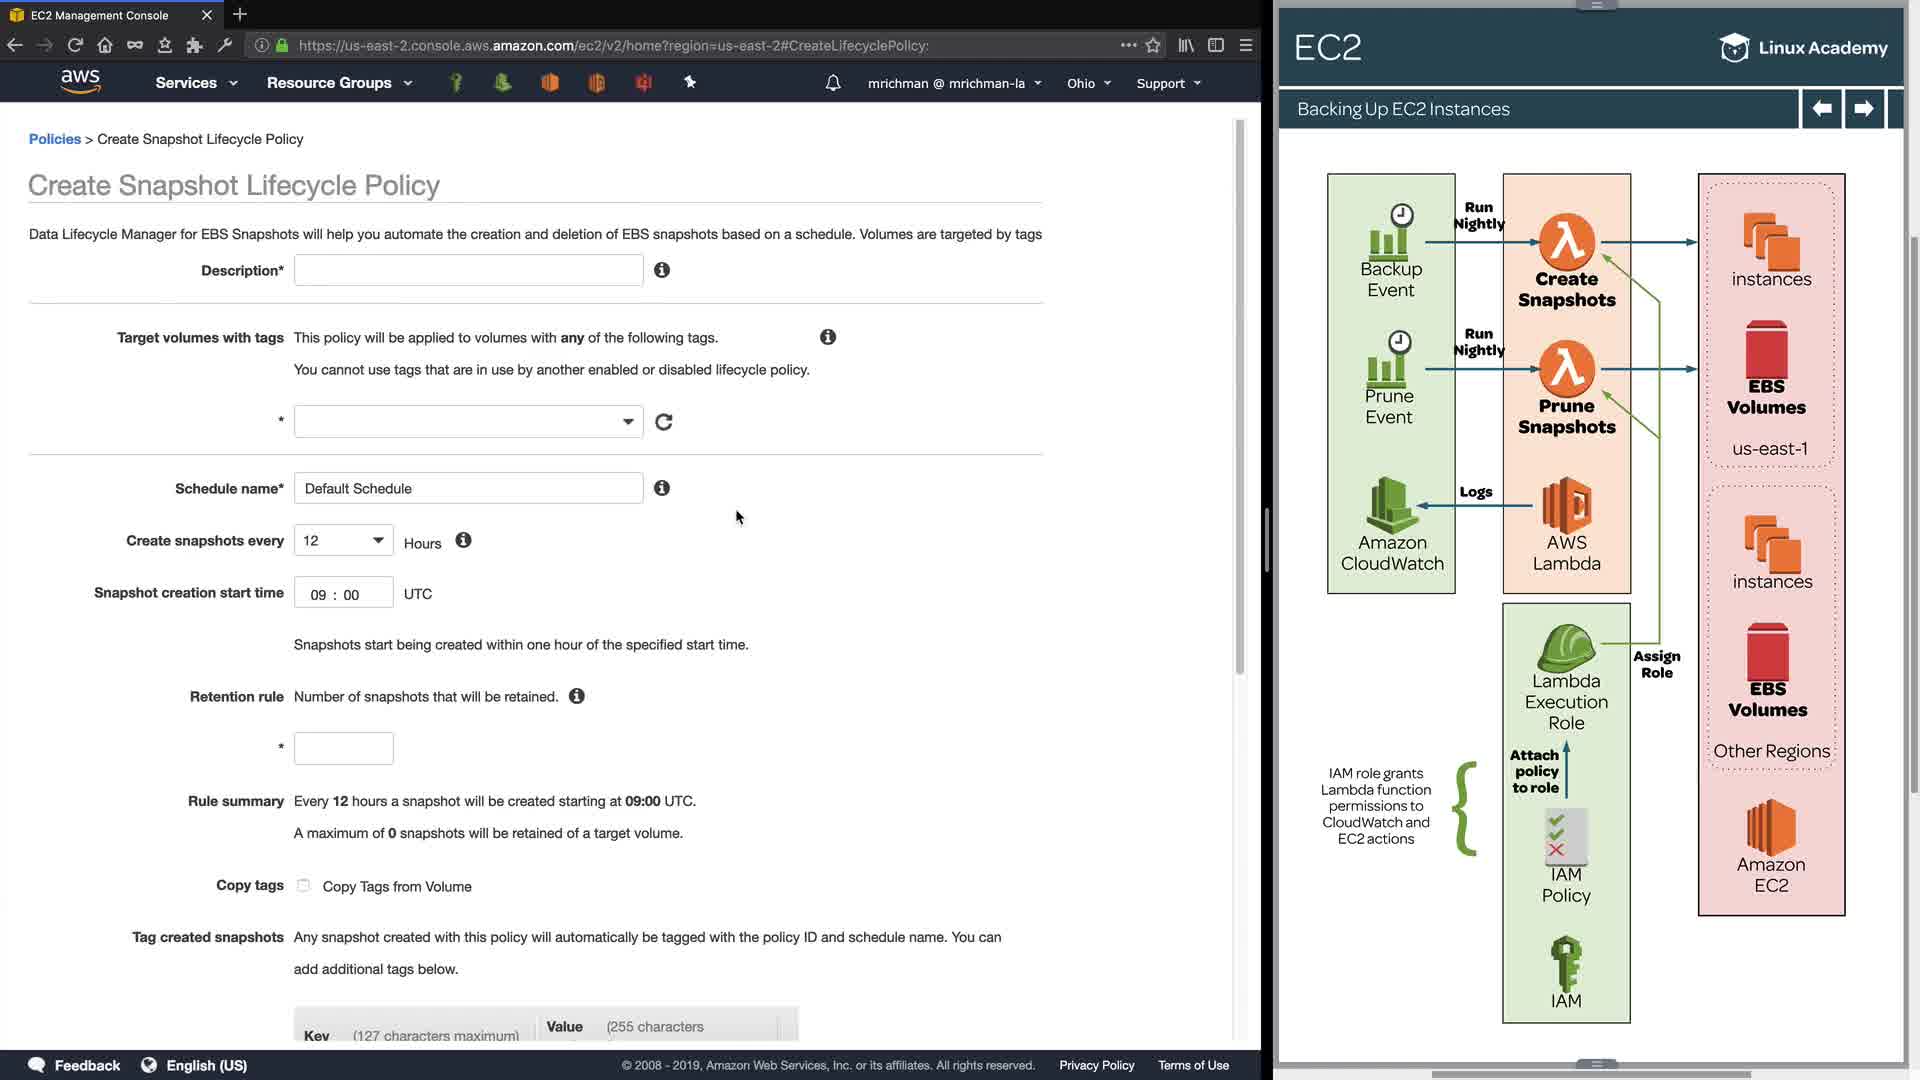 EC2 Management Console
https://us-east-2.console.aws.amazon.com/ec2/v2/home?region=us-east-2#CreateLifecyclePolicy:
aws
Services
Resource Groups
mrichman @ mrichman-la
Ohio
Support
Policies > Create Snapshot Lifecycle Policy
Create Snapshot Lifecycle Policy
Data Lifecycle Manager for EBS Snapshots will help you automate the creation and deletion of EBS snapshots based on a schedule. Volumes are targeted by tags
Description*
Target volumes with tags This policy will be applied to volumes with any of the following tags.
You cannot use tags that are in use by another enabled or disabled lifecycle policy.
*
Schedule name* Default Schedule
Create snapshots every 12 Hours
Snapshot creation start time 09 : 00 UTC
Snapshots start being created within one hour of the specified start time.
Retention rule Number of snapshots that will be retained.
*
Rule summary Every 12 hours a snapshot will be created starting at 09:00 UTC.
A maximum of 0 snapshots will be retained of a target volume.
Copy tags Copy Tags from Volume
Tag created snapshots Any snapshot created with this policy will automatically be tagged with the policy ID and schedule name. You can
add additional tags below.
Key (127 characters maximum) Value (255 characters
Feedback
English (US)
© 2008 - 2019, Amazon Web Services, Inc. or its affiliates. All rights reserved.
Privacy Policy
Terms of Use
EC2
Linux Academy
Backing Up EC2 Instances
Backup
Event
Run
Nightly
Create
Snapshots
instances
Prune
Event
Run
Nightly
Prune
Snapshots
EBS
Volumes
us-east-1
Amazon
CloudWatch
Logs
AWS
Lambda
instances
EBS
Volumes
Other Regions
Amazon
EC2
Lambda
Execution
Role
Assign
Role
Attach
policy
to role
IAM role grants
Lambda function
permissions to
CloudWatch and
EC2 actions
IAM
Policy
IAM